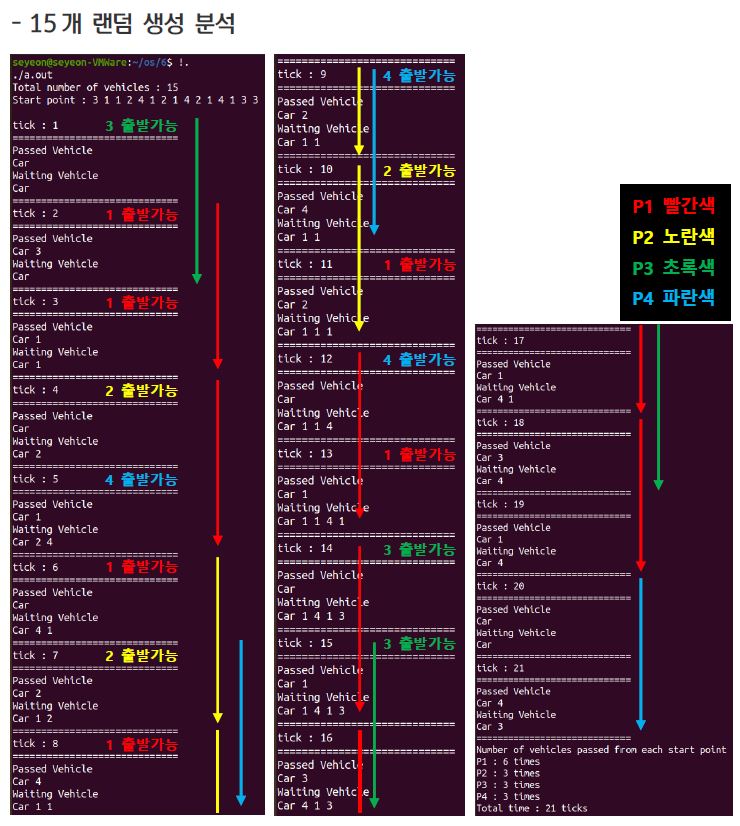 - 15개 랜덤 생성 분석
seyeon@seyeon-VMWare:~/os/6$ !.
./a.out
Total number of vehicles : 15
Start point : 3 1 1 2 4 1 2 1 4 2 1 4 1 3 3
tick : 1 3 출발가능
===============================
Passed Vehicle
Car
Waiting Vehicle
Car
===============================
tick : 2 1 출발가능
===============================
Passed Vehicle
Car 3
Waiting Vehicle
Car
===============================
tick : 3 1 출발가능
===============================
Passed Vehicle
Car 1
Waiting Vehicle
Car 1
===============================
tick : 4 2 출발가능
===============================
Passed Vehicle
Car
Waiting Vehicle
Car 2
===============================
tick : 5 4 출발가능
===============================
Passed Vehicle
Car 1
Waiting Vehicle
Car 2 4
===============================
tick : 6 1 출발가능
===============================
Passed Vehicle
Car
Waiting Vehicle
Car 4 1
===============================
tick : 7 2 출발가능
===============================
Passed Vehicle
Car 2
Waiting Vehicle
Car 1 2
===============================
tick : 8 1 출발가능
===============================
Passed Vehicle
Car 4
Waiting Vehicle
Car 1 1
===============================
tick : 9 4 출발가능
===============================
Passed Vehicle
Car 2
Waiting Vehicle
Car 1 1
===============================
tick : 10 2 출발가능
===============================
Passed Vehicle
Car 4
Waiting Vehicle
Car 1 1
===============================
tick : 11 1 출발가능
===============================
Passed Vehicle
Car 2
Waiting Vehicle
Car 1 1 1
===============================
tick : 12 4 출발가능
===============================
Passed Vehicle
Car
Waiting Vehicle
Car 1 1 4
===============================
tick : 13 1 출발가능
===============================
Passed Vehicle
Car 1
Waiting Vehicle
Car 1 1 4 1
===============================
tick : 14 3 출발가능
===============================
Passed Vehicle
Car
Waiting Vehicle
Car 1 4 1 3
===============================
tick : 15 3 출발가능
===============================
Passed Vehicle
Car 1
Waiting Vehicle
Car 1 4 1 3
===============================
tick : 16
===============================
Passed Vehicle
Car 3
Waiting Vehicle
Car 4 1 3
P1 빨간색
P2 노란색
P3 초록색
P4 파란색
===============================
tick : 17
===============================
Passed Vehicle
Car 1
Waiting Vehicle
Car 4 1
===============================
tick : 18
===============================
Passed Vehicle
Car 3
Waiting Vehicle
Car 4
===============================
tick : 19
===============================
Passed Vehicle
Car 1
Waiting Vehicle
Car 4
===============================
tick : 20
===============================
Passed Vehicle
Car
Waiting Vehicle
Car
===============================
tick : 21
===============================
Passed Vehicle
Car 4
Waiting Vehicle
Car 3
===============================
Number of vehicles passed from each start point
P1 : 6 times
P2 : 3 times
P3 : 3 times
P4 : 3 times
Total time : 21 ticks